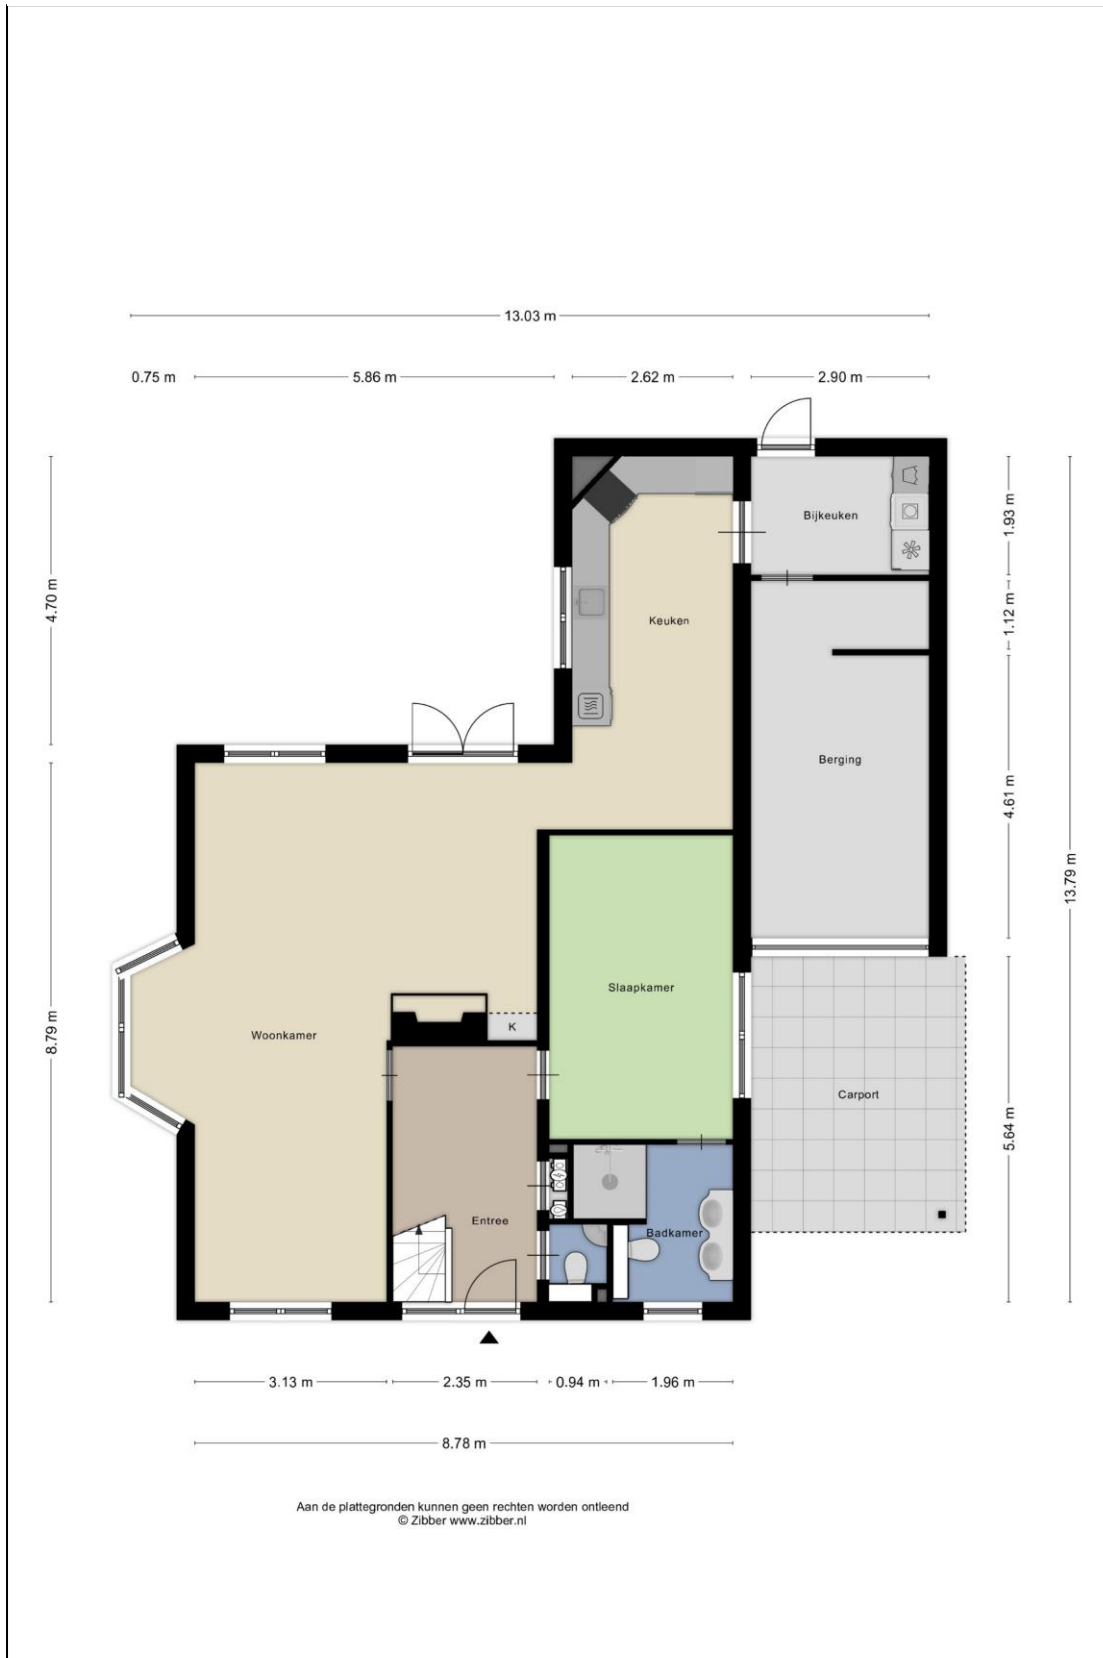 13.03 m
0.75 m
5.86 m
2.62 m
2.90 m
4.70 m
8.79 m
1.93 m
1.12 m
4.61 m
5.64 m
13.79 m
Bijkeuken
Keuken
Berging
Slaapkamer
K
Woonkamer
Carport
Entree
Badkamer
3.13 m
2.35 m
0.94 m
1.96 m
8.78 m
Aan de plattegronden kunnen geen rechten worden ontleend
© Zibber www.zibber.nl